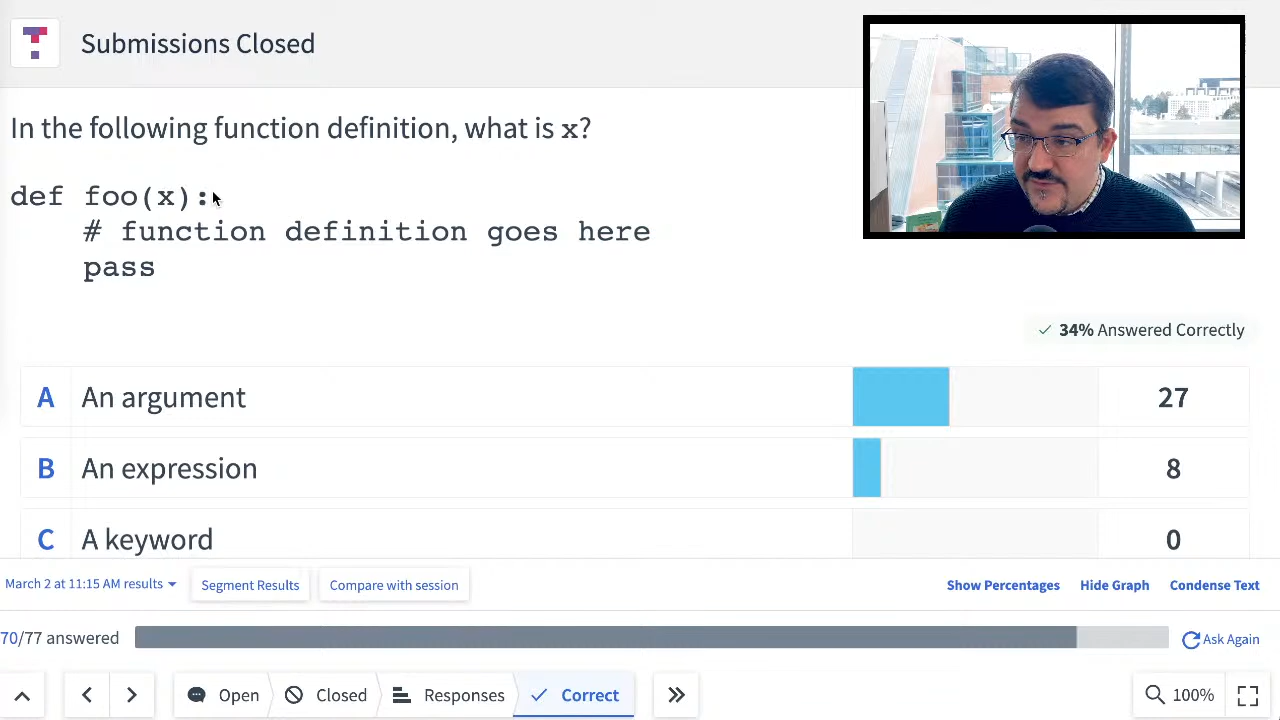 Submissions Closed
In the following function definition, what is x?
def foo(x):
# function definition goes here
pass
34% Answered Correctly
A An argument 27
B An expression 8
C A keyword 0
March 2 at 11:15 AM results Segment Results Compare with session Show Percentages Hide Graph Condense Text
70/77 answered Ask Again
Open Closed Responses Correct 100%